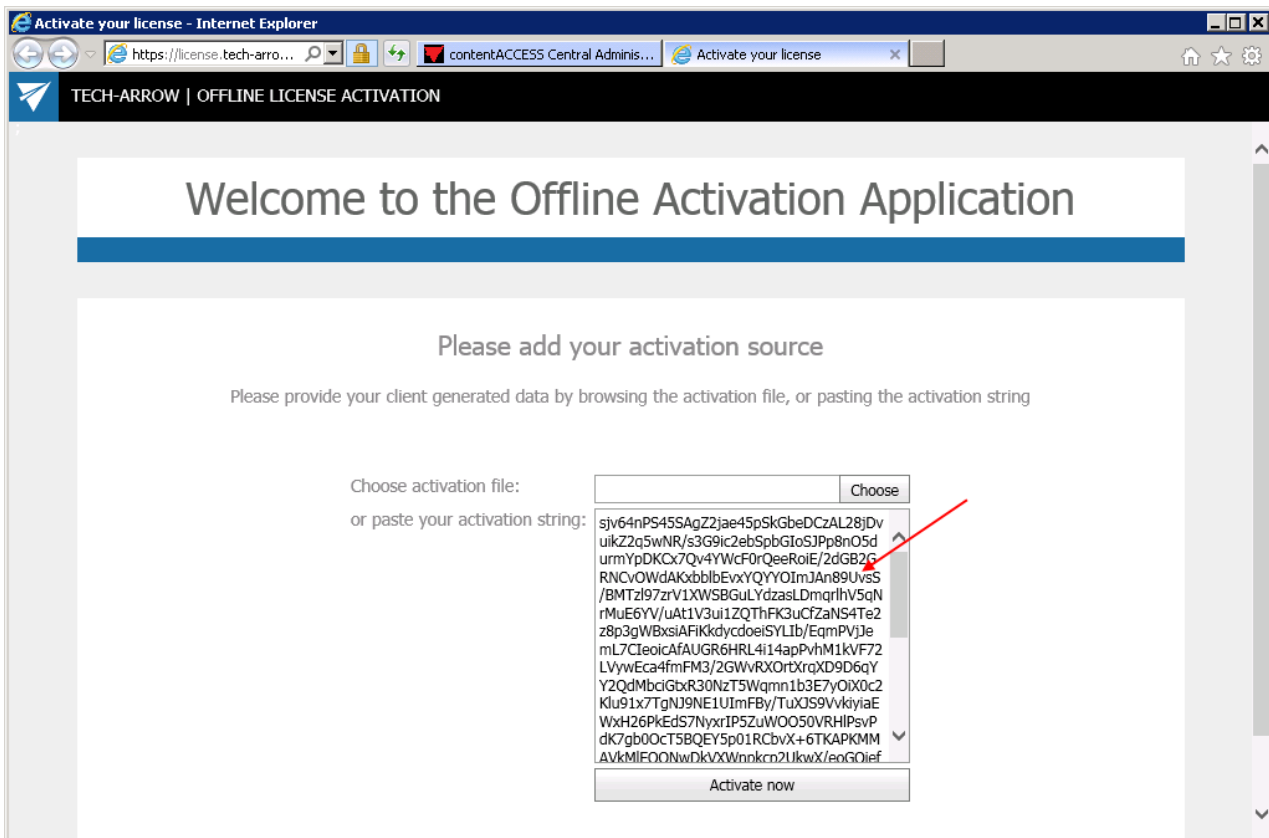 Activate your license - Internet Explorer
https://license.tech-arro...
contentACCESS Central Adminis...
Activate your license
TECH-ARROW | OFFLINE LICENSE ACTIVATION
Welcome to the Offline Activation Application
Please add your activation source
Please provide your client generated data by browsing the activation file, or pasting the activation string
Choose activation file:
Choose
or paste your activation string:
sjv64nPS45SAgZ2jae45pSkGbeDCzAL28jDv
uikZ2q5wNR/s3G9ic2ebSpbGIoSJPp8nO5d
urmYpDKCx7Qv4YWcF0rQeeRoiE/2dGB2G
RNCvOWdAKxbblbEvxYQYYOImJAn89UvsS
/BMTzl97zrV1XWSBGuLYdzasLDmqrlhV5qN
rMuE6YV/uAt1V3ui1ZQThFK3uCfZaNS4Te2
z8p3gWBxsiAFiKkdycdoeiSYLIb/EqmPVjJe
mL7CIeoicAfAUGR6HRL4i14apPvhM1kVF72
LVywEca4fmFM3/2GWvRXOrtXrqXD9D6qY
Y2QdMbciGtxR30NzT5Wqmn1b3E7yOiX0c2
Klu91x7TgNJ9NE1UImFBy/TuXJS9VvkiyiaE
WxH26PkEdS7NyxrIP5ZuWOO50VRHlPsvP
dK7gb0OcT5BQEY5p01RCbvX+6TKAPKMM
AVkMlEOONwDkVXWnpkcp2UkwX/eoGOief
Activate now